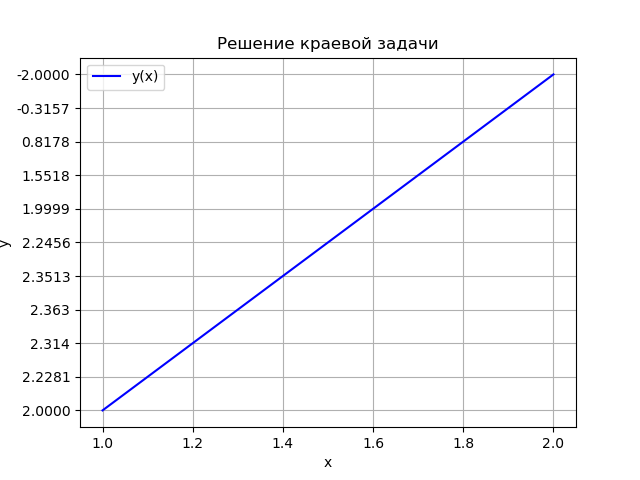 Решение краевой задачи
y(x)
-2.0000
-0.3157
0.8178
1.5518
1.9999
2.2456
2.3513
2.363
2.314
2.2281
2.0000
y
1.0 1.2 1.4 1.6 1.8 2.0
x